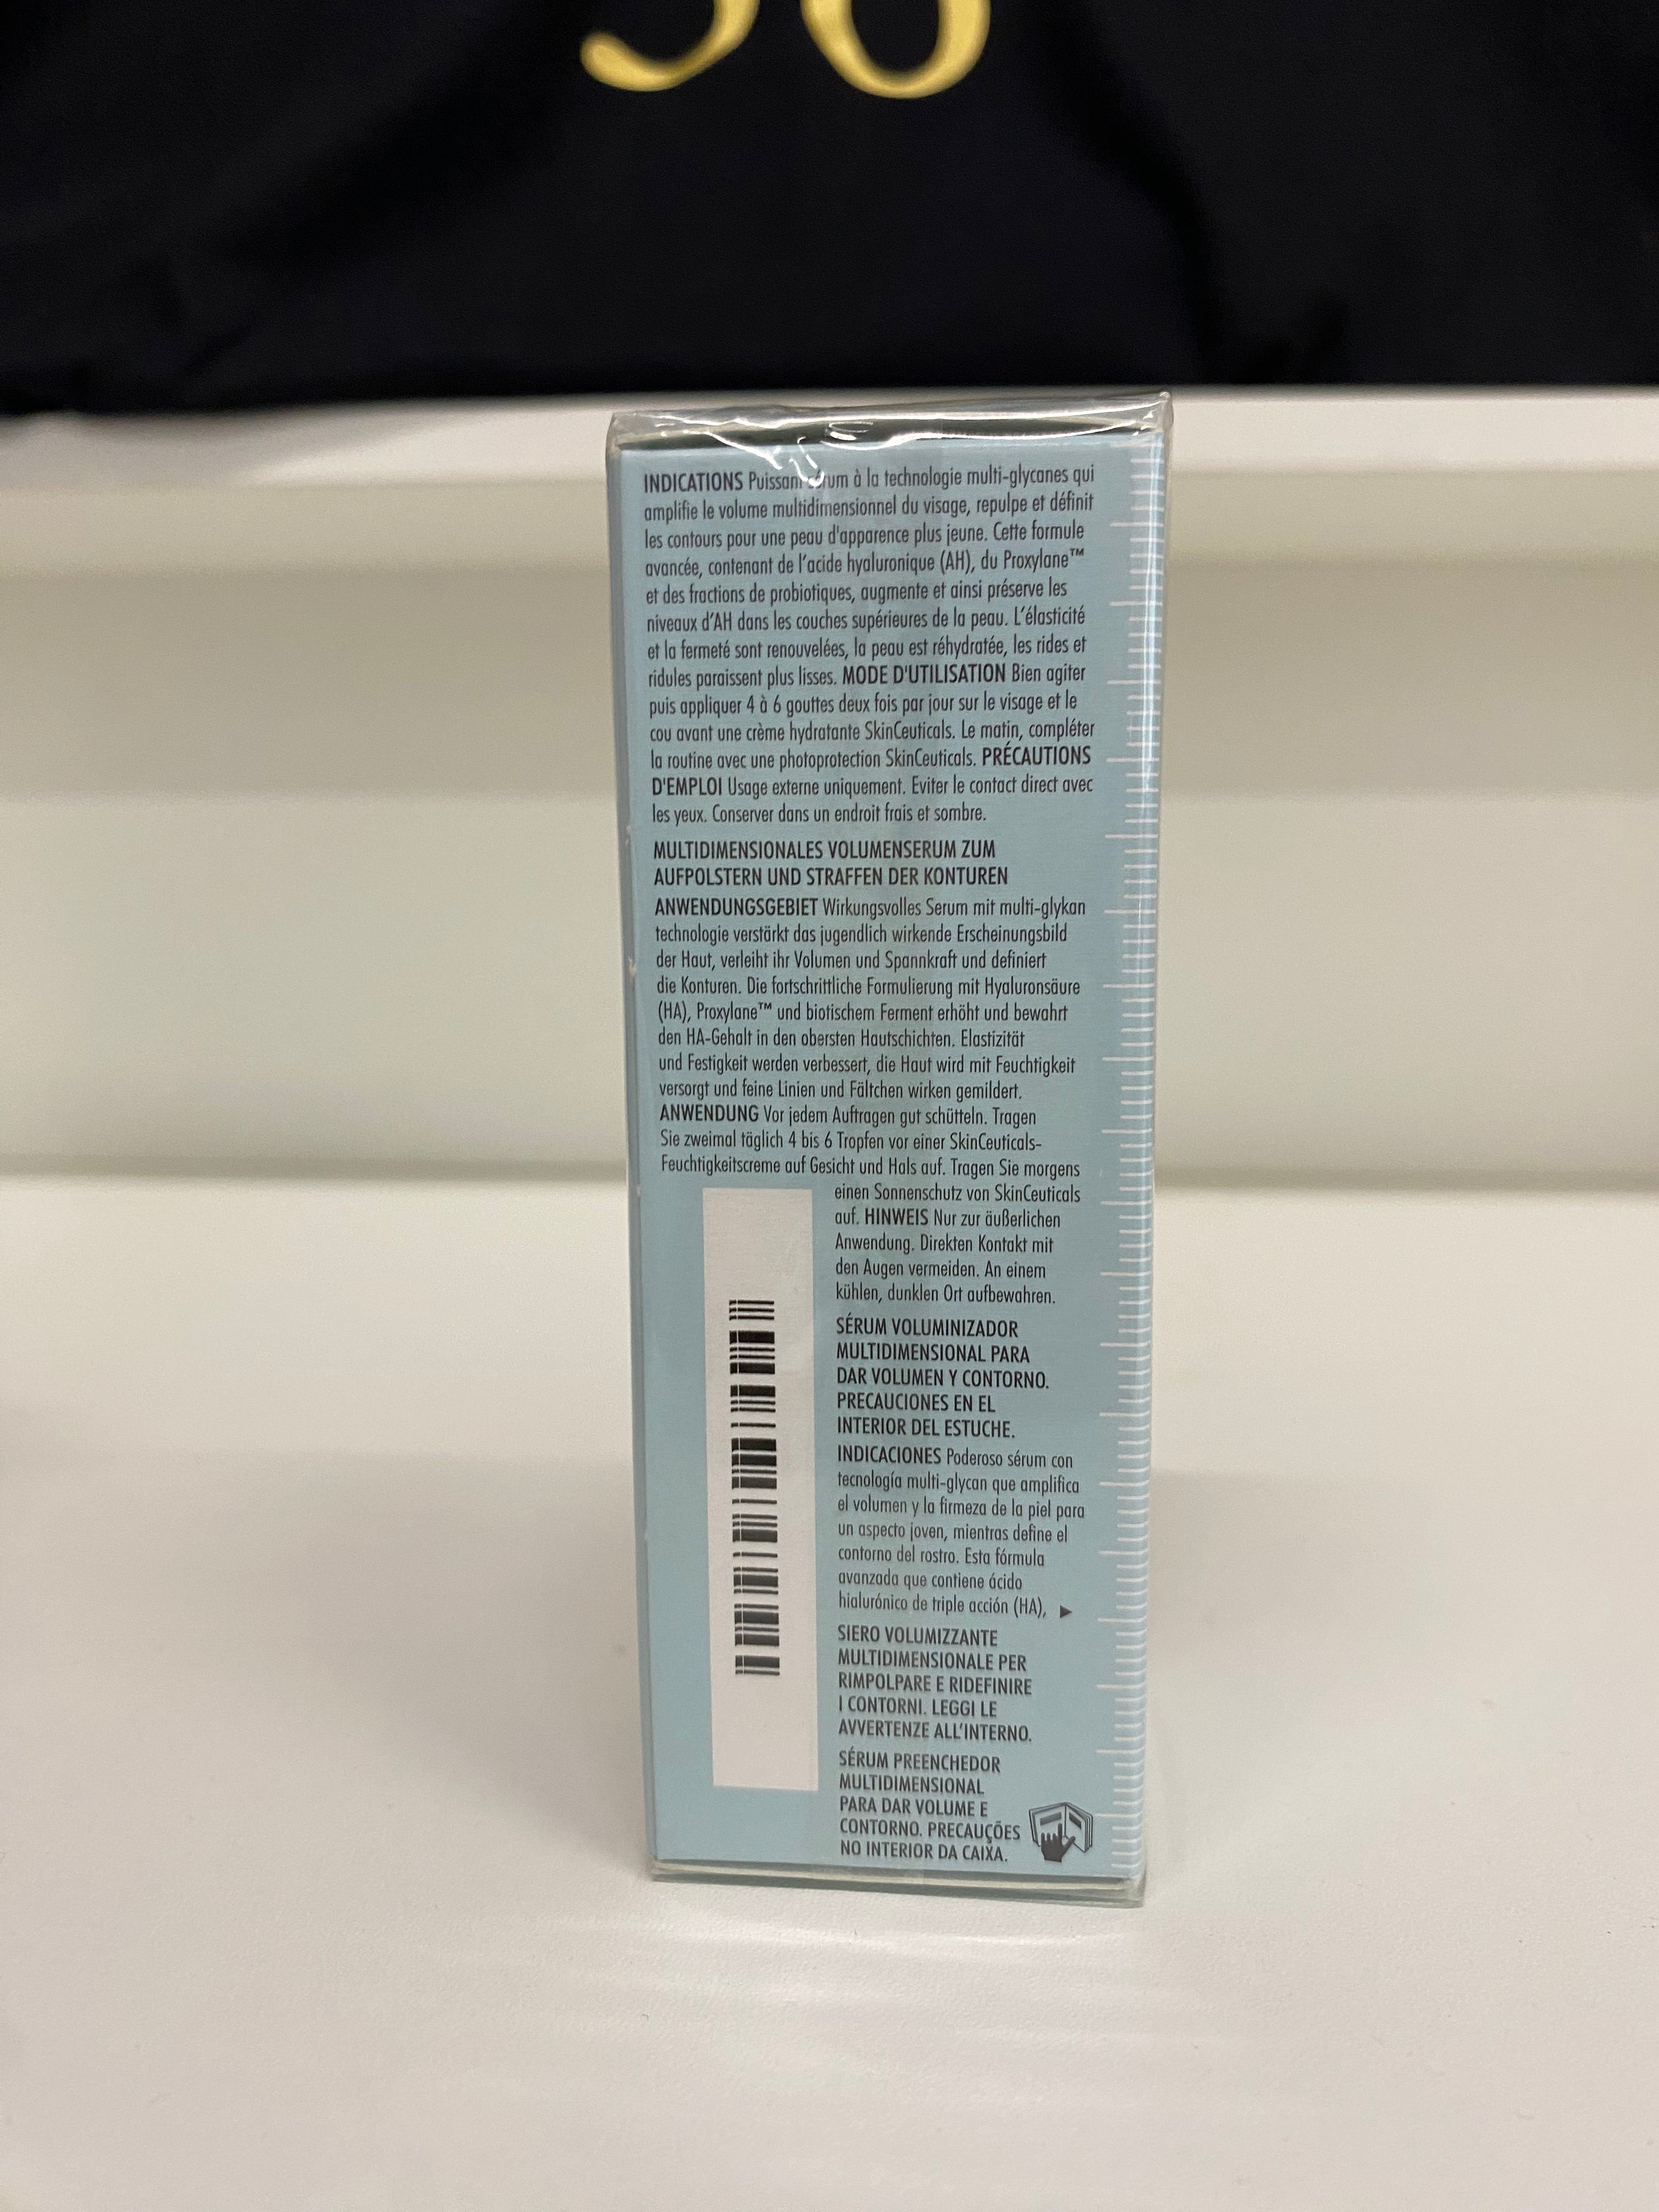 INDICATIONS Puissant sérum à la technologie multi-glycanes qui
amplifie le volume multidimensionnel du visage, repulpe et définit
les contours pour une peau d'apparence plus jeune. Cette formule
avancée, contenant de l'acide hyaluronique (AH), du Proxylane™
et des fractions de probiotiques, augmente et ainsi préserve les
niveaux d'AH dans les couches supérieures de la peau. L'élasticité
et la fermeté sont renouvelées, la peau est réhydratée, les rides et
ridules paraissent plus lisses. MODE D'UTILISATION Bien agiter
puis appliquer 4 à 6 gouttes deux fois par jour sur le visage et le
cou avant une crème hydratante SkinCeuticals. Le matin, compléter
la routine avec une photoprotection SkinCeuticals. PRÉCAUTIONS
D'EMPLOI Usage externe uniquement. Eviter le contact direct avec
les yeux. Conserver dans un endroit frais et sombre.
MULTIDIMENSIONALES VOLUMENSERUM ZUM
AUFPOLSTERN UND STRAFFEN DER KONTUREN
ANWENDUNGSGEBIET Wirkungsvolles Serum mit multi-glykan
technologie verstärkt das jugendlich wirkende Erscheinungsbild
der Haut, verleiht ihr Volumen und Spannkraft und definiert
die Konturen. Die fortschrittliche Formulierung mit Hyaluronsäure
(HA), Proxylane™ und biotischem Ferment erhöht und bewahrt
den HA-Gehalt in den obersten Hautschichten. Elastizität
und Festigkeit werden verbessert, die Haut wird mit Feuchtigkeit
versorgt und feine Linien und Fältchen wirken gemildert.
ANWENDUNG Vor jedem Auftragen gut schütteln. Tragen
Sie zweimal täglich 4 bis 6 Tropfen vor einer SkinCeuticals-
Feuchtigkeitscreme auf Gesicht und Hals auf. Tragen Sie morgens
einen Sonnenschutz von SkinCeuticals
auf. HINWEIS Nur zur äußerlichen
Anwendung. Direkten Kontakt mit
den Augen vermeiden. An einem
kühlen, dunklen Ort aufbewahren.
SÉRUM VOLUMINIZADOR
MULTIDIMENSIONAL PARA
DAR VOLUMEN Y CONTORNO.
PRECAUCIONES EN EL
INTERIOR DEL ESTUCHE.
INDICACIONES Poderoso sérum con
tecnología multi-glycan que amplifica
el volumen y la firmeza de la piel para
un aspecto joven, mientras define el
contorno del rostro. Esta fórmula
avanzada que contiene ácido
hialurónico de triple acción (HA), ▶
SIERO VOLUMIZZANTE
MULTIDIMENSIONALE PER
RIMPOLPARE E RIDEFINIRE
I CONTORNI. LEGGI LE
AVVERTENZE ALL'INTERNO.
SÉRUM PREENCHEDOR
MULTIDIMENSIONAL
PARA DAR VOLUME E
CONTORNO. PRECAUÇÕES
NO INTERIOR DA CAIXA.